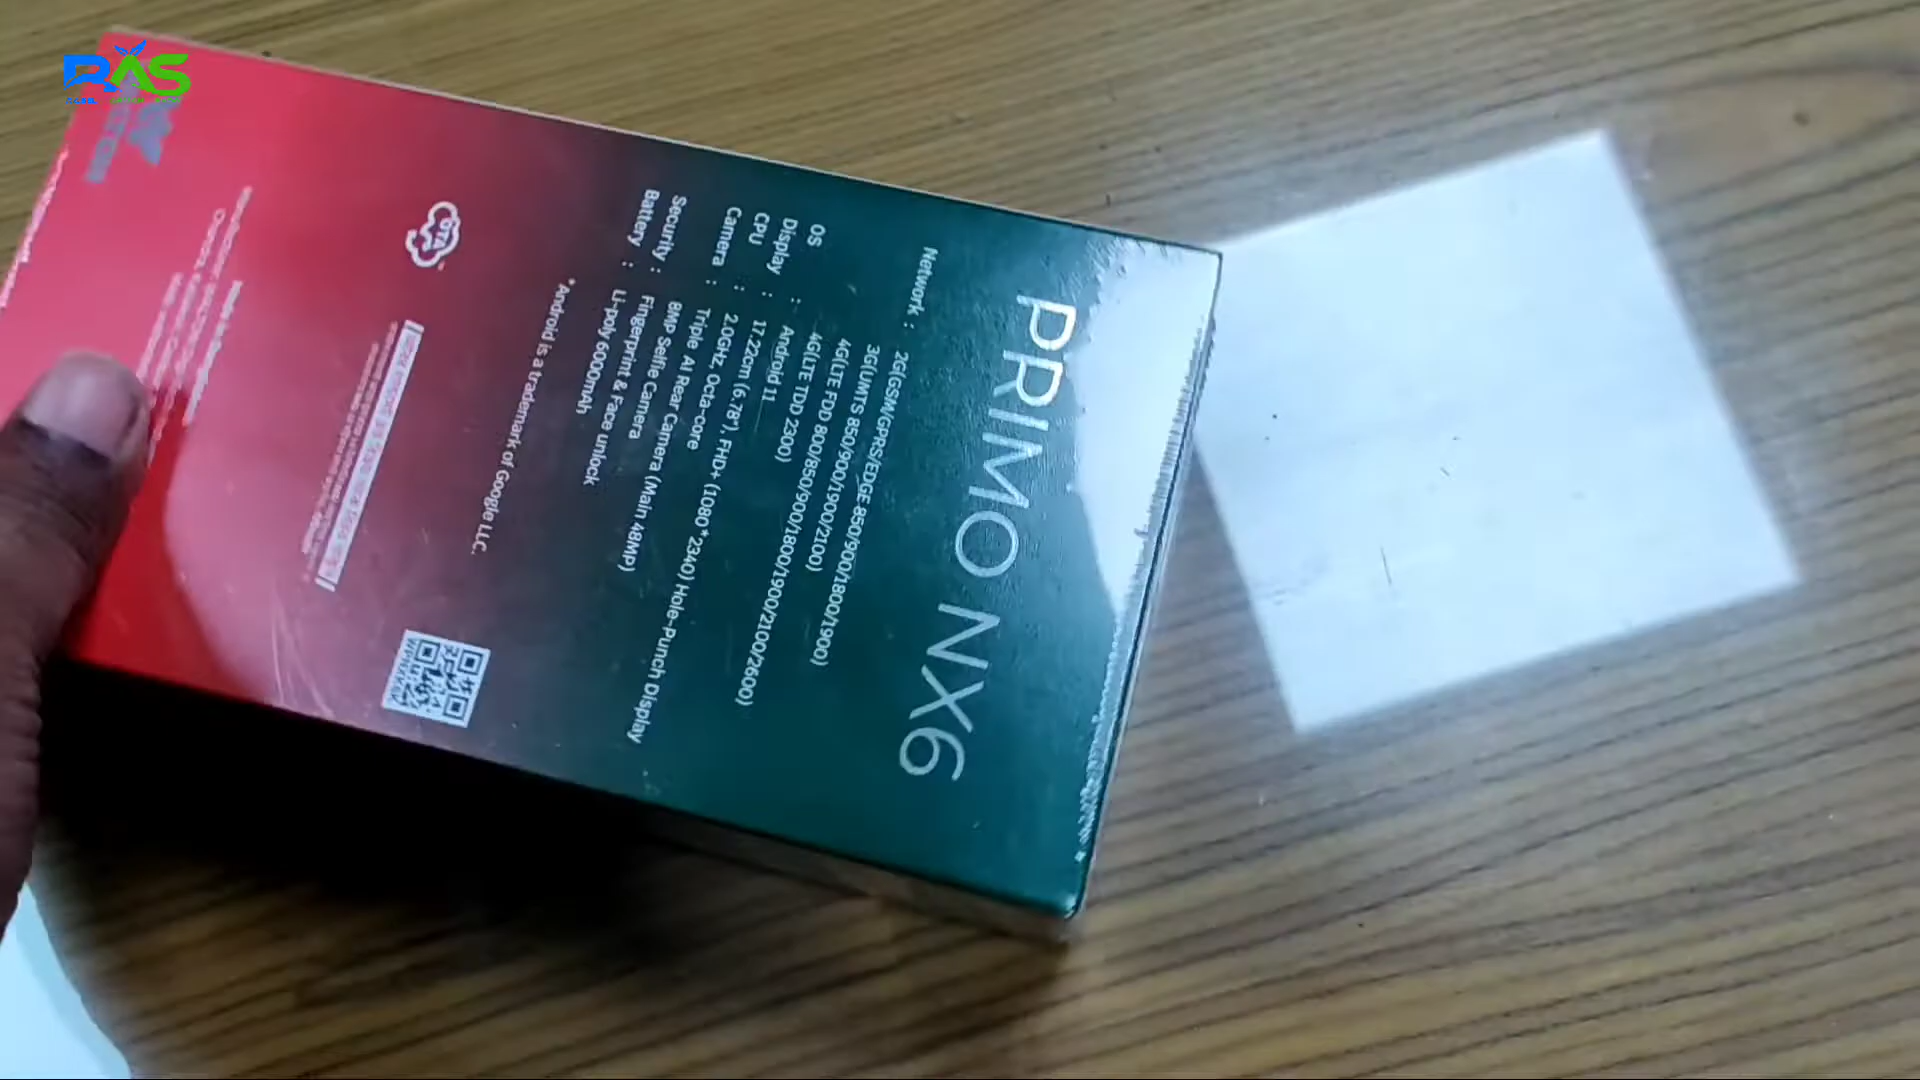 RAS
PRIMO NX6
Network : 2G(GSM/GPRS/EDGE 850/900/1800/1900)
3G(UMTS 850/900/1900/2100)
4G(LTE FDD 800/850/900/1800/1900/2100/2600)
4G(LTE TDD 2300)
OS : Android 11
Display : 17.22cm (6.78"), FHD+ (1080*2340) Hole-Punch Display
CPU : 2.0GHz, Octa-core
Camera : Triple AI Rear Camera (Main 48MP)
8MP Selfie Camera
Security : Fingerprint & Face unlock
Battery : Li-poly 6000mAh
*Android is a trademark of Google LLC.
OTA